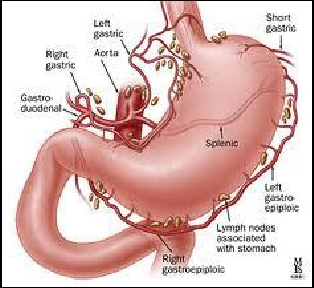 Left
gastric
Short
gastric
Right
gastric
Aorta
Gastro-
duodenal
Splenic
Left
gastro
epiploic
Lymph nodes
associated
with stomach
Right
gastroepiploic